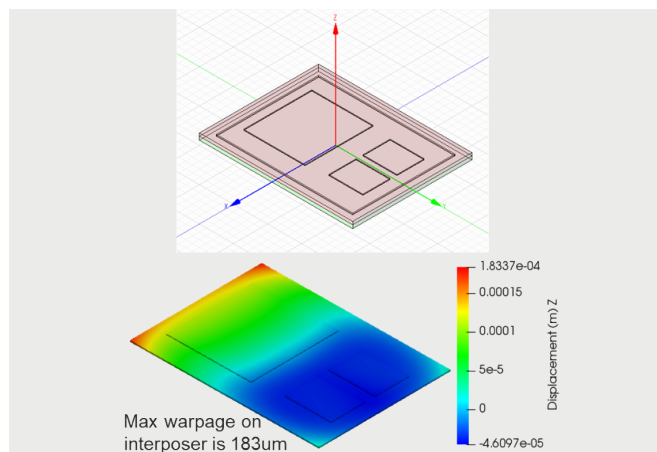 Z
X
Y
1.8337e-04
0.00015
0.0001
5e-5
0
-4.6097e-05
Displacement (m) Z
Max warpage on
interposer is 183um